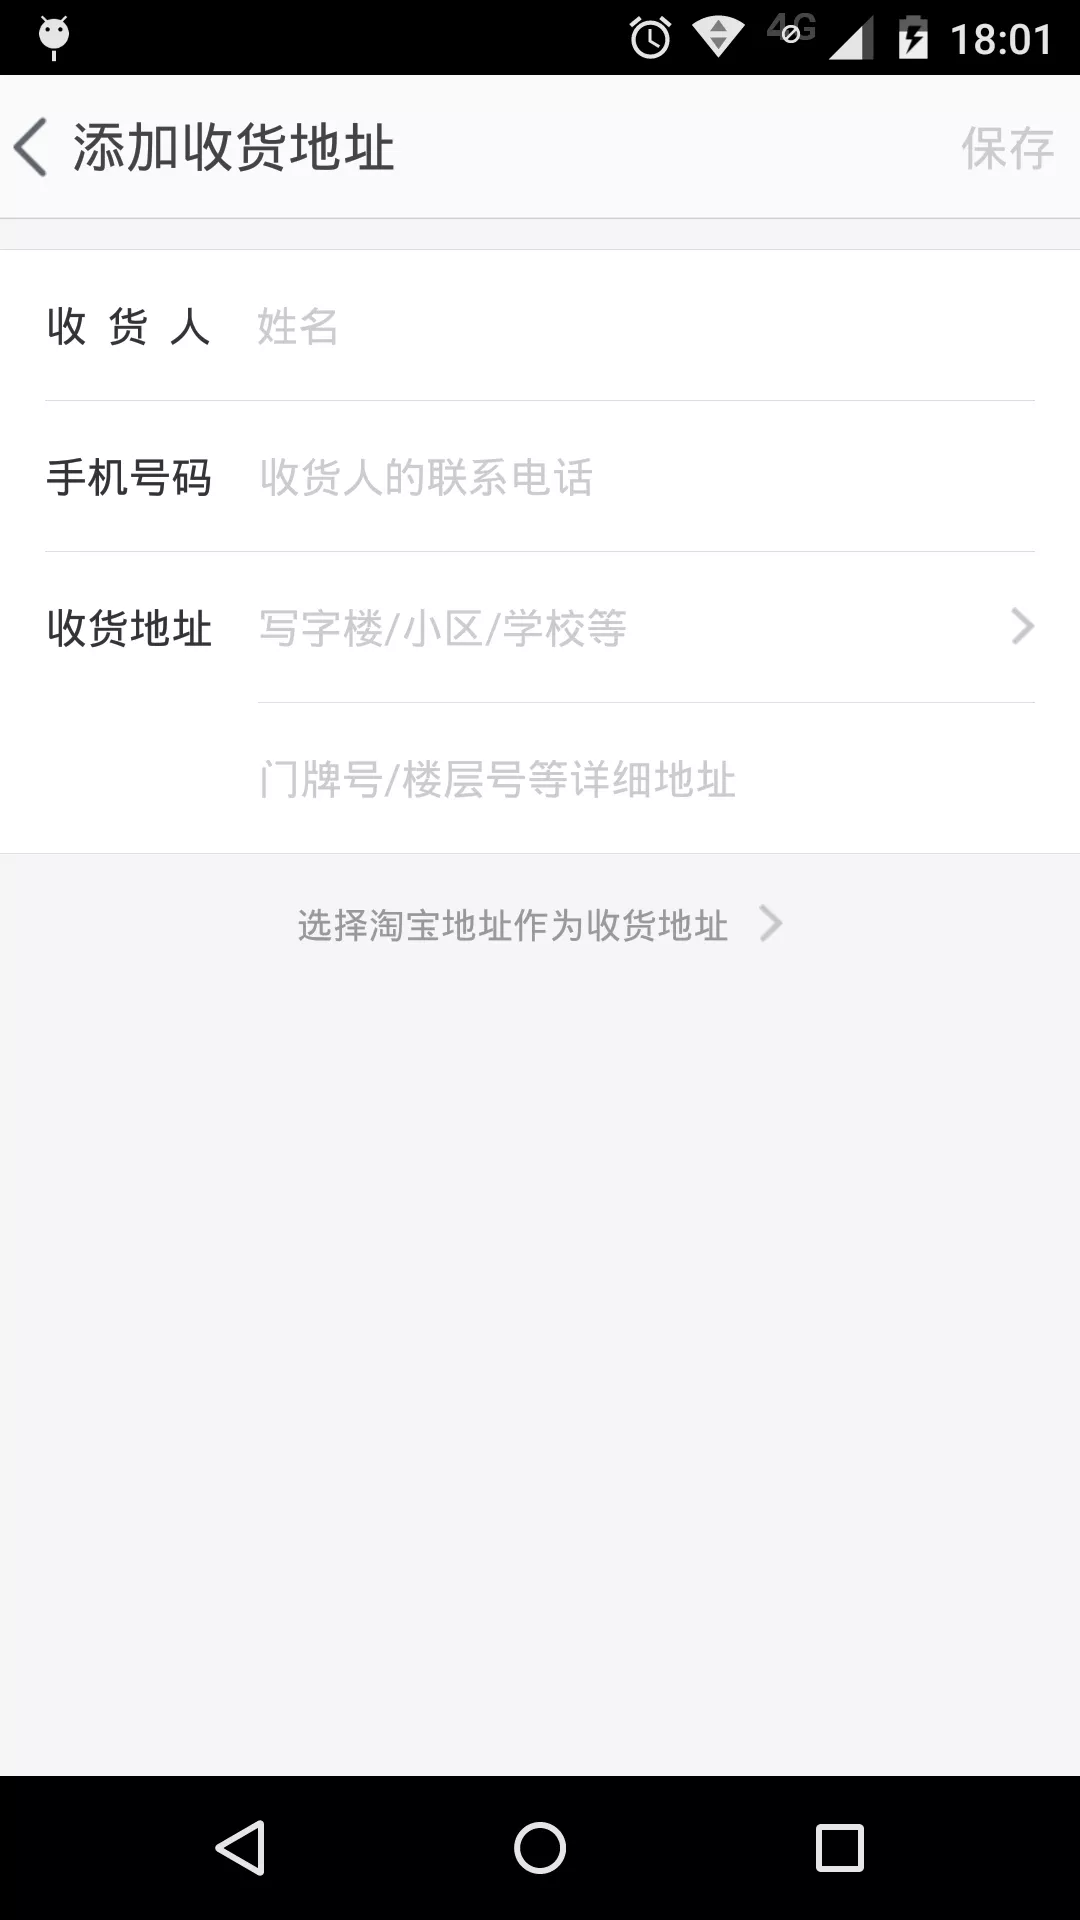 4G 18:01
添加收货地址 保存
收 货 人 姓名
手机号码 收货人的联系电话
收货地址 写字楼/小区/学校等
门牌号/楼层号等详细地址
选择淘宝地址作为收货地址